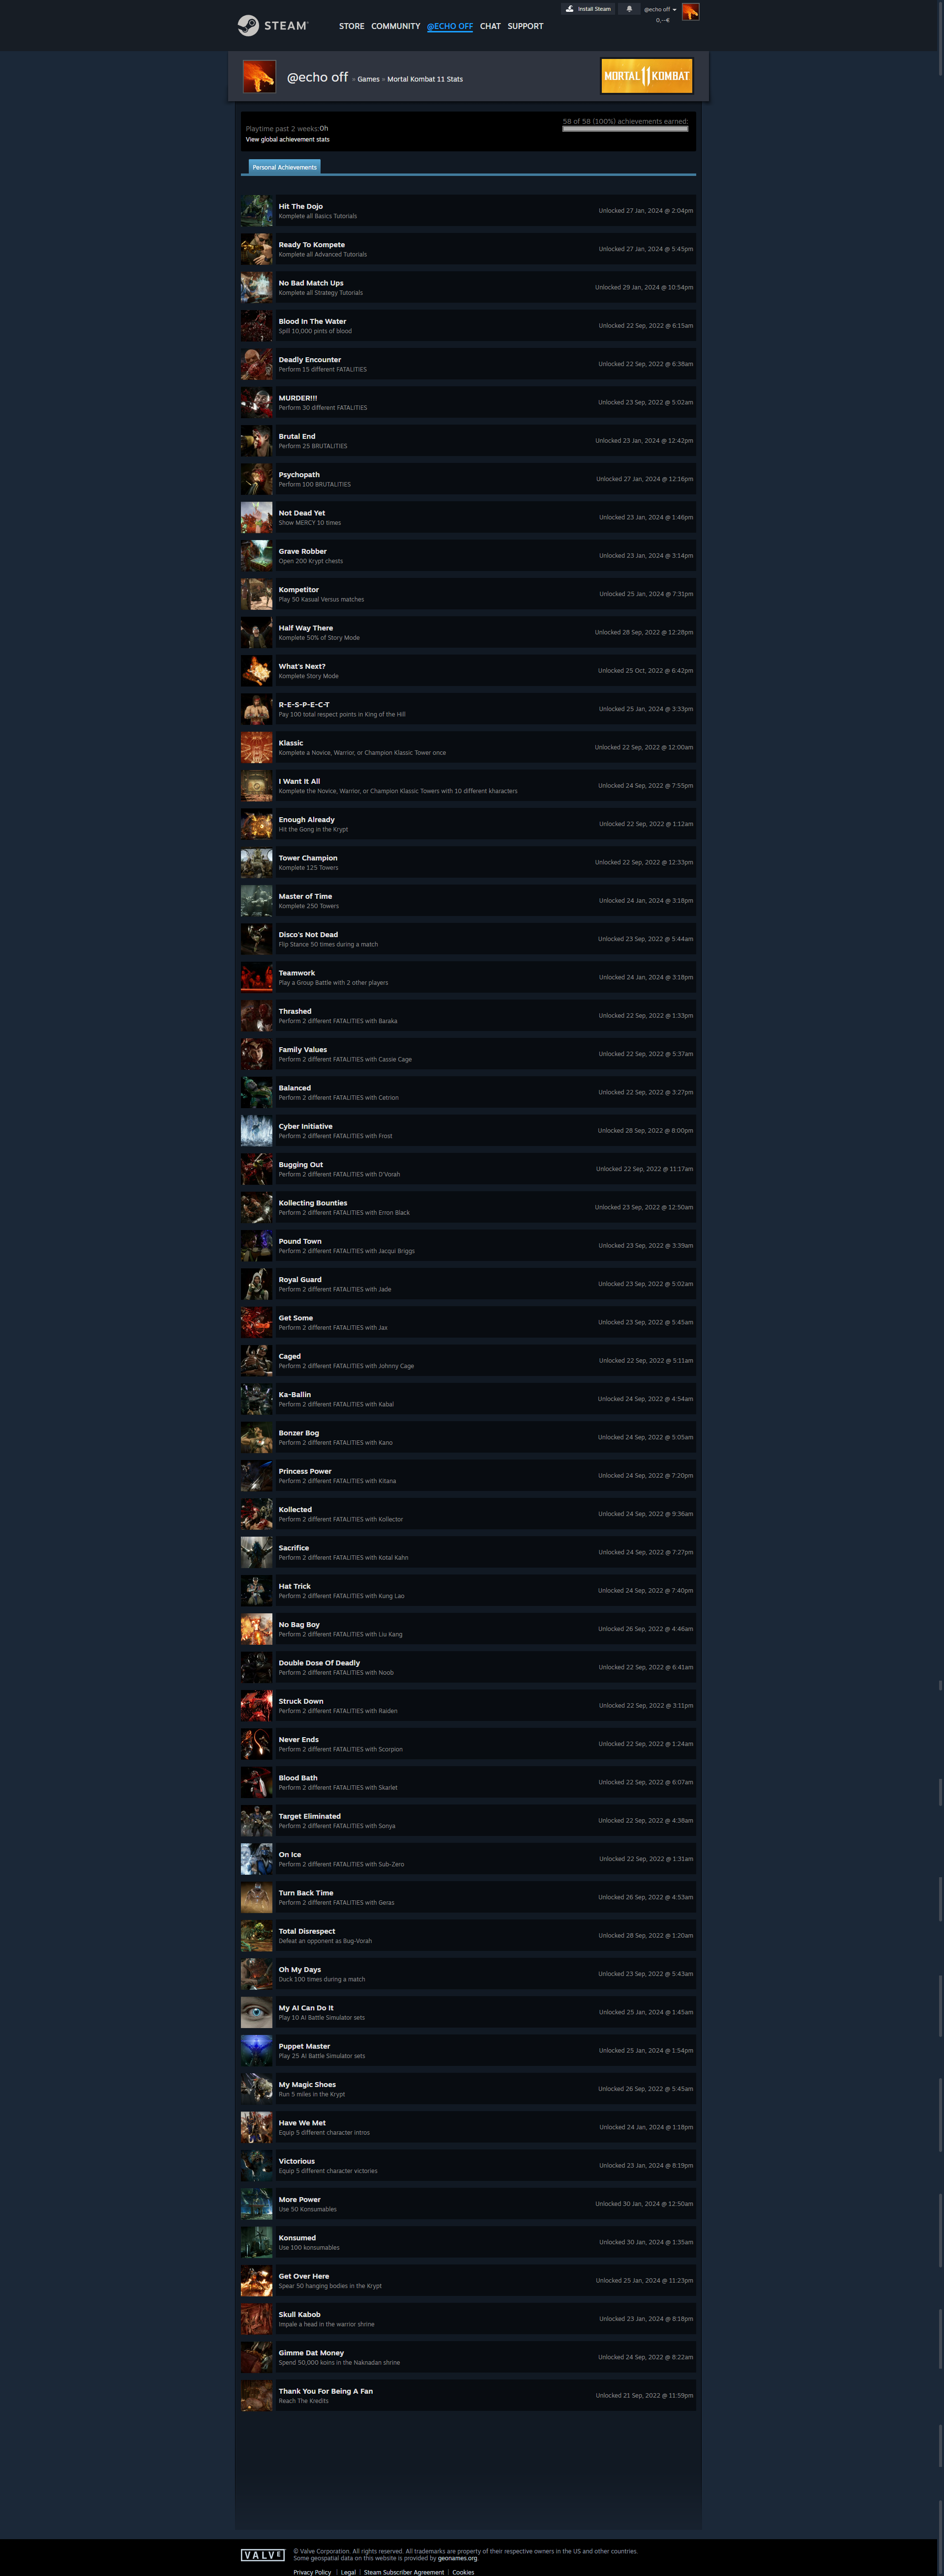 Install Steam
@echo off
0,--€
STEAM
STORE COMMUNITY @ECHO OFF CHAT SUPPORT
@echo off » Games » Mortal Kombat 11 Stats
MORTAL 11 KOMBAT
58 of 58 (100%) achievements earned:
Playtime past 2 weeks: 0h
View global achievement stats
Personal Achievements
Hit The Dojo
Komplete all Basics Tutorials
Unlocked 27 Jan, 2024 @ 2:04pm
Ready To Kompete
Komplete all Advanced Tutorials
Unlocked 27 Jan, 2024 @ 5:45pm
No Bad Match Ups
Komplete all Strategy Tutorials
Unlocked 29 Jan, 2024 @ 10:54pm
Blood In The Water
Spill 10,000 pints of blood
Unlocked 22 Sep, 2022 @ 6:15am
Deadly Encounter
Perform 15 different FATALITIES
Unlocked 22 Sep, 2022 @ 6:38am
MURDER!!!
Perform 30 different FATALITIES
Unlocked 23 Sep, 2022 @ 5:02am
Brutal End
Perform 25 BRUTALITIES
Unlocked 23 Jan, 2024 @ 12:42pm
Psychopath
Perform 100 BRUTALITIES
Unlocked 27 Jan, 2024 @ 12:16pm
Not Dead Yet
Show MERCY 10 times
Unlocked 23 Jan, 2024 @ 1:46pm
Grave Robber
Open 200 Krypt chests
Unlocked 23 Jan, 2024 @ 3:14pm
Kompetitor
Play 50 Kasual Versus matches
Unlocked 25 Jan, 2024 @ 7:31pm
Half Way There
Komplete 50% of Story Mode
Unlocked 28 Sep, 2022 @ 12:28pm
What's Next?
Komplete Story Mode
Unlocked 25 Oct, 2022 @ 6:42pm
R-E-S-P-E-C-T
Pay 100 total respect points in King of the Hill
Unlocked 25 Jan, 2024 @ 3:33pm
Klassic
Komplete a Novice, Warrior, or Champion Klassic Tower once
Unlocked 22 Sep, 2022 @ 12:00am
I Want It All
Komplete the Novice, Warrior, or Champion Klassic Towers with 10 different kharacters
Unlocked 24 Sep, 2022 @ 7:55pm
Enough Already
Hit the Gong in the Krypt
Unlocked 22 Sep, 2022 @ 1:12am
Tower Champion
Komplete 125 Towers
Unlocked 22 Sep, 2022 @ 12:33pm
Master of Time
Komplete 250 Towers
Unlocked 24 Jan, 2024 @ 3:18pm
Disco's Not Dead
Flip Stance 50 times during a match
Unlocked 23 Sep, 2022 @ 5:44am
Teamwork
Play a Group Battle with 2 other players
Unlocked 24 Jan, 2024 @ 3:18pm
Thrashed
Perform 2 different FATALITIES with Baraka
Unlocked 22 Sep, 2022 @ 1:33pm
Family Values
Perform 2 different FATALITIES with Cassie Cage
Unlocked 22 Sep, 2022 @ 5:37am
Balanced
Perform 2 different FATALITIES with Cetrion
Unlocked 22 Sep, 2022 @ 3:27pm
Cyber Initiative
Perform 2 different FATALITIES with Frost
Unlocked 28 Sep, 2022 @ 8:00pm
Bugging Out
Perform 2 different FATALITIES with D'Vorah
Unlocked 22 Sep, 2022 @ 11:17am
Kollecting Bounties
Perform 2 different FATALITIES with Erron Black
Unlocked 23 Sep, 2022 @ 12:50am
Pound Town
Perform 2 different FATALITIES with Jacqui Briggs
Unlocked 23 Sep, 2022 @ 3:39am
Royal Guard
Perform 2 different FATALITIES with Jade
Unlocked 23 Sep, 2022 @ 5:02am
Get Some
Perform 2 different FATALITIES with Jax
Unlocked 23 Sep, 2022 @ 5:45am
Caged
Perform 2 different FATALITIES with Johnny Cage
Unlocked 22 Sep, 2022 @ 5:11am
Ka-Ballin
Perform 2 different FATALITIES with Kabal
Unlocked 24 Sep, 2022 @ 4:54am
Bonzer Bog
Perform 2 different FATALITIES with Kano
Unlocked 24 Sep, 2022 @ 5:05am
Princess Power
Perform 2 different FATALITIES with Kitana
Unlocked 24 Sep, 2022 @ 7:20pm
Kollected
Perform 2 different FATALITIES with Kollector
Unlocked 24 Sep, 2022 @ 9:36am
Sacrifice
Perform 2 different FATALITIES with Kotal Kahn
Unlocked 24 Sep, 2022 @ 7:27pm
Hat Trick
Perform 2 different FATALITIES with Kung Lao
Unlocked 24 Sep, 2022 @ 7:40pm
No Bag Boy
Perform 2 different FATALITIES with Liu Kang
Unlocked 26 Sep, 2022 @ 4:46am
Double Dose Of Deadly
Perform 2 different FATALITIES with Noob
Unlocked 22 Sep, 2022 @ 6:41am
Struck Down
Perform 2 different FATALITIES with Raiden
Unlocked 22 Sep, 2022 @ 3:11pm
Never Ends
Perform 2 different FATALITIES with Scorpion
Unlocked 22 Sep, 2022 @ 1:24am
Blood Bath
Perform 2 different FATALITIES with Skarlet
Unlocked 22 Sep, 2022 @ 6:07am
Target Eliminated
Perform 2 different FATALITIES with Sonya
Unlocked 22 Sep, 2022 @ 4:38am
On Ice
Perform 2 different FATALITIES with Sub-Zero
Unlocked 22 Sep, 2022 @ 1:31am
Turn Back Time
Perform 2 different FATALITIES with Geras
Unlocked 26 Sep, 2022 @ 4:53am
Total Disrespect
Defeat an opponent as Bug-Vorah
Unlocked 28 Sep, 2022 @ 1:20am
Oh My Days
Duck 100 times during a match
Unlocked 23 Sep, 2022 @ 5:43am
My AI Can Do It
Play 10 AI Battle Simulator sets
Unlocked 25 Jan, 2024 @ 1:45am
Puppet Master
Play 25 AI Battle Simulator sets
Unlocked 25 Jan, 2024 @ 1:54pm
My Magic Shoes
Run 5 miles in the Krypt
Unlocked 26 Sep, 2022 @ 5:45am
Have We Met
Equip 5 different character intros
Unlocked 24 Jan, 2024 @ 1:18pm
Victorious
Equip 5 different character victories
Unlocked 23 Jan, 2024 @ 8:19pm
More Power
Use 50 Konsumables
Unlocked 30 Jan, 2024 @ 12:50am
Konsumed
Use 100 konsumables
Unlocked 30 Jan, 2024 @ 1:35am
Get Over Here
Spear 50 hanging bodies in the Krypt
Unlocked 25 Jan, 2024 @ 11:23pm
Skull Kabob
Impale a head in the warrior shrine
Unlocked 23 Jan, 2024 @ 8:18pm
Gimme Dat Money
Spend 50,000 koins in the Naknadan shrine
Unlocked 24 Sep, 2022 @ 8:22am
Thank You For Being A Fan
Reach The Kredits
Unlocked 21 Sep, 2022 @ 11:59pm
VALVE
© Valve Corporation. All rights reserved. All trademarks are property of their respective owners in the US and other countries.
Some geospatial data on this website is provided by geonames.org.
Privacy Policy | Legal | Steam Subscriber Agreement | Cookies